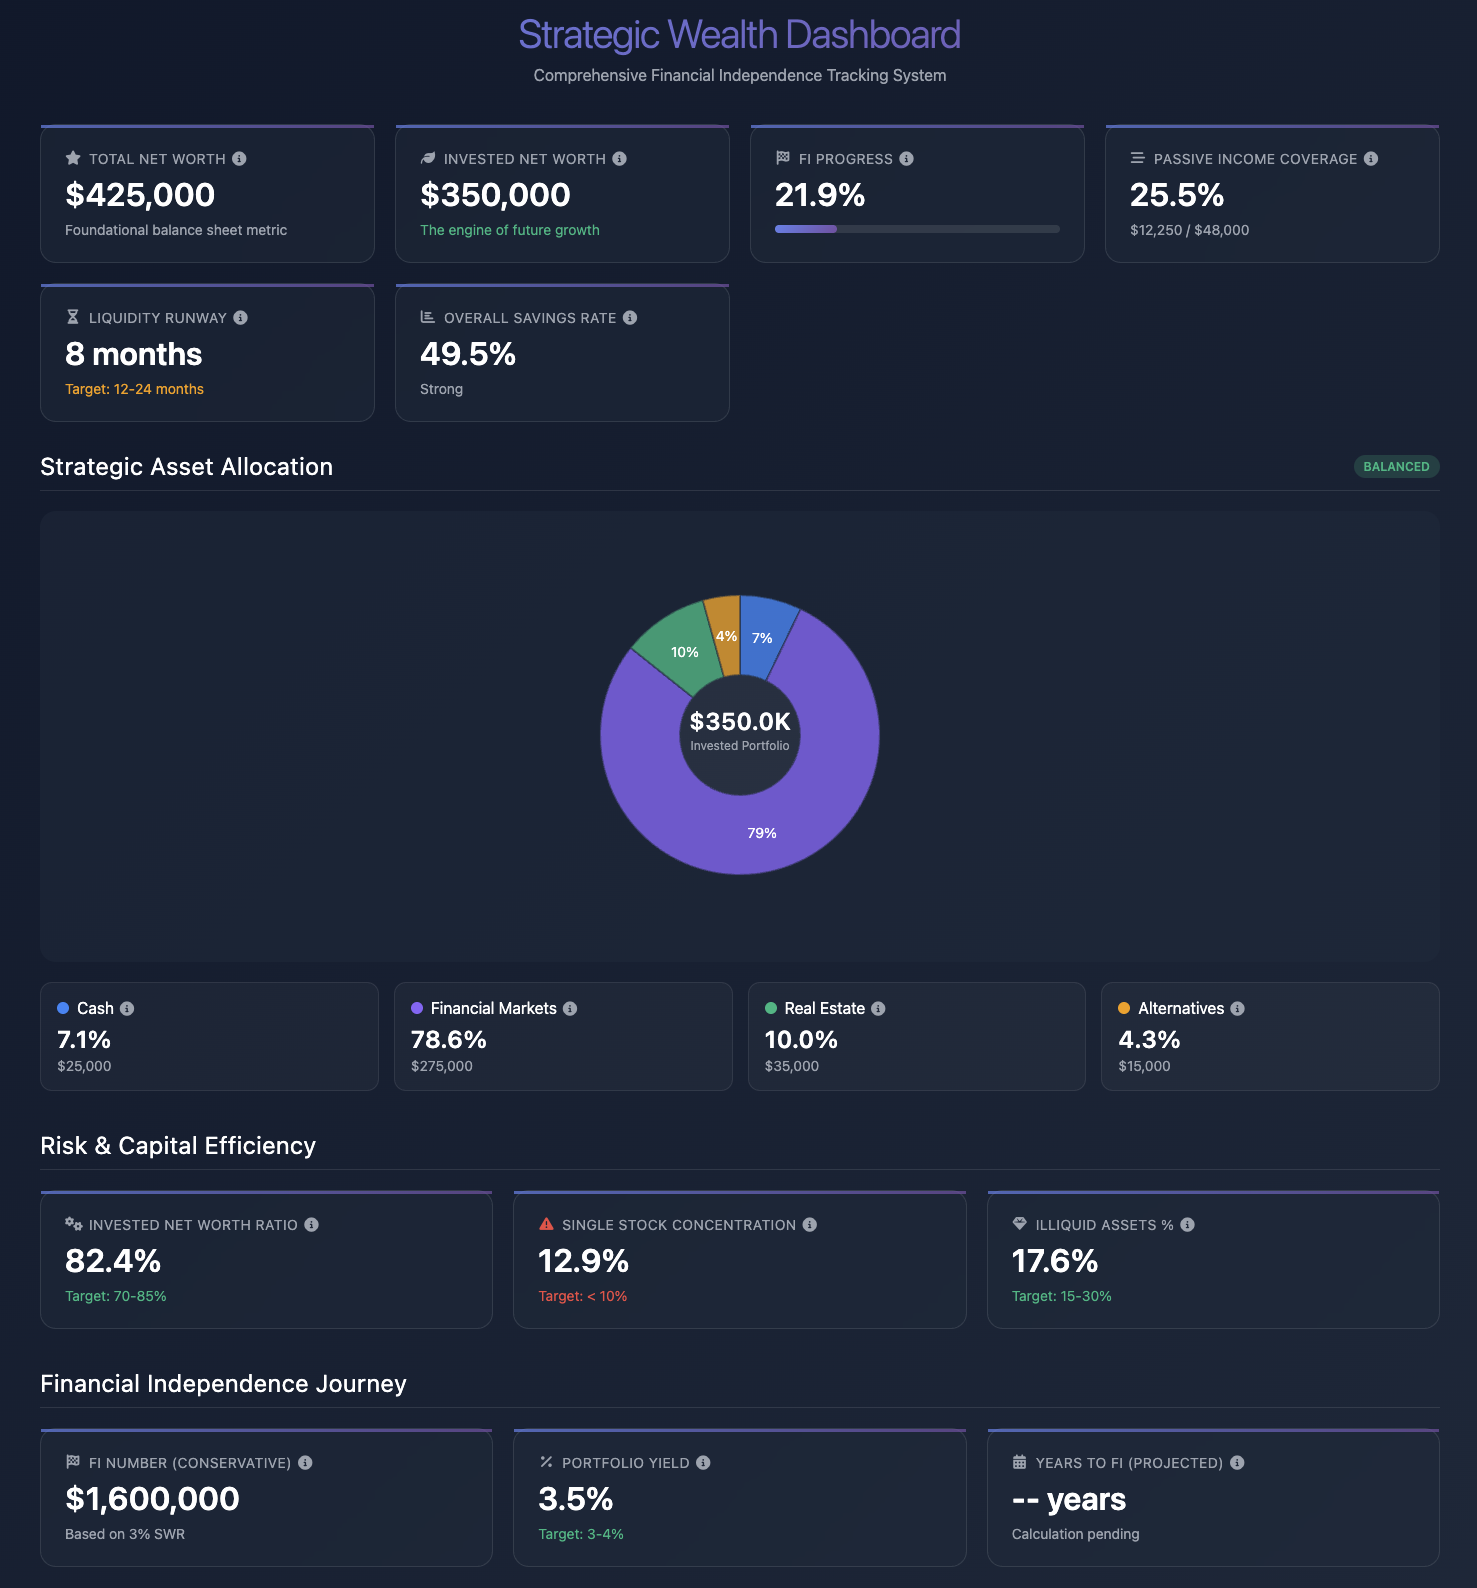 Strategic Wealth Dashboard
Comprehensive Financial Independence Tracking System
TOTAL NET WORTH
$425,000
Foundational balance sheet metric
INVESTED NET WORTH
$350,000
The engine of future growth
FI PROGRESS
21.9%
PASSIVE INCOME COVERAGE
25.5%
$12,250 / $48,000
LIQUIDITY RUNWAY
8 months
Target: 12-24 months
OVERALL SAVINGS RATE
49.5%
Strong
Strategic Asset Allocation
BALANCED
4%
7%
10%
$350.0K
Invested Portfolio
79%
Cash
7.1%
$25,000
Financial Markets
78.6%
$275,000
Real Estate
10.0%
$35,000
Alternatives
4.3%
$15,000
Risk & Capital Efficiency
INVESTED NET WORTH RATIO
82.4%
Target: 70-85%
SINGLE STOCK CONCENTRATION
12.9%
Target: < 10%
ILLIQUID ASSETS %
17.6%
Target: 15-30%
Financial Independence Journey
FI NUMBER (CONSERVATIVE)
$1,600,000
Based on 3% SWR
PORTFOLIO YIELD
3.5%
Target: 3-4%
YEARS TO FI (PROJECTED)
-- years
Calculation pending